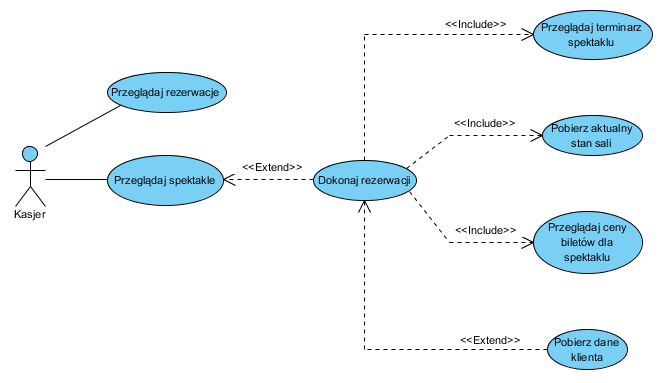 <<Include>>
Przeglądaj terminarz
spektaklu
Przeglądaj rezerwacje
<<Include>>
Pobierz aktualny
stan sali
Kasjer
Przeglądaj spektakle
<<Extend>>
Dokonaj rezerwacji
<<Include>>
Przeglądaj ceny
biletów dla
spektaklu
<<Extend>>
Pobierz dane
klienta